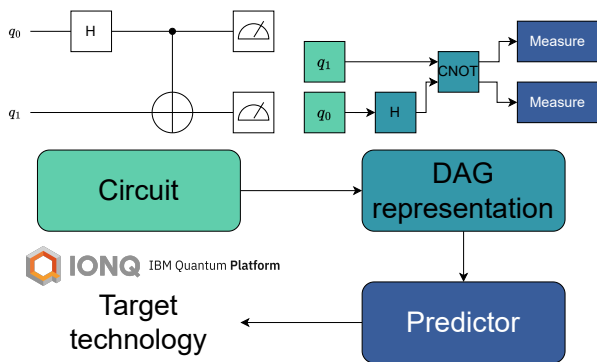 q₀
H
q₁
q₁
q₀
H
CNOT
Measure
Measure
Circuit
DAG
representation
IONQ
IBM Quantum Platform
Target
technology
Predictor